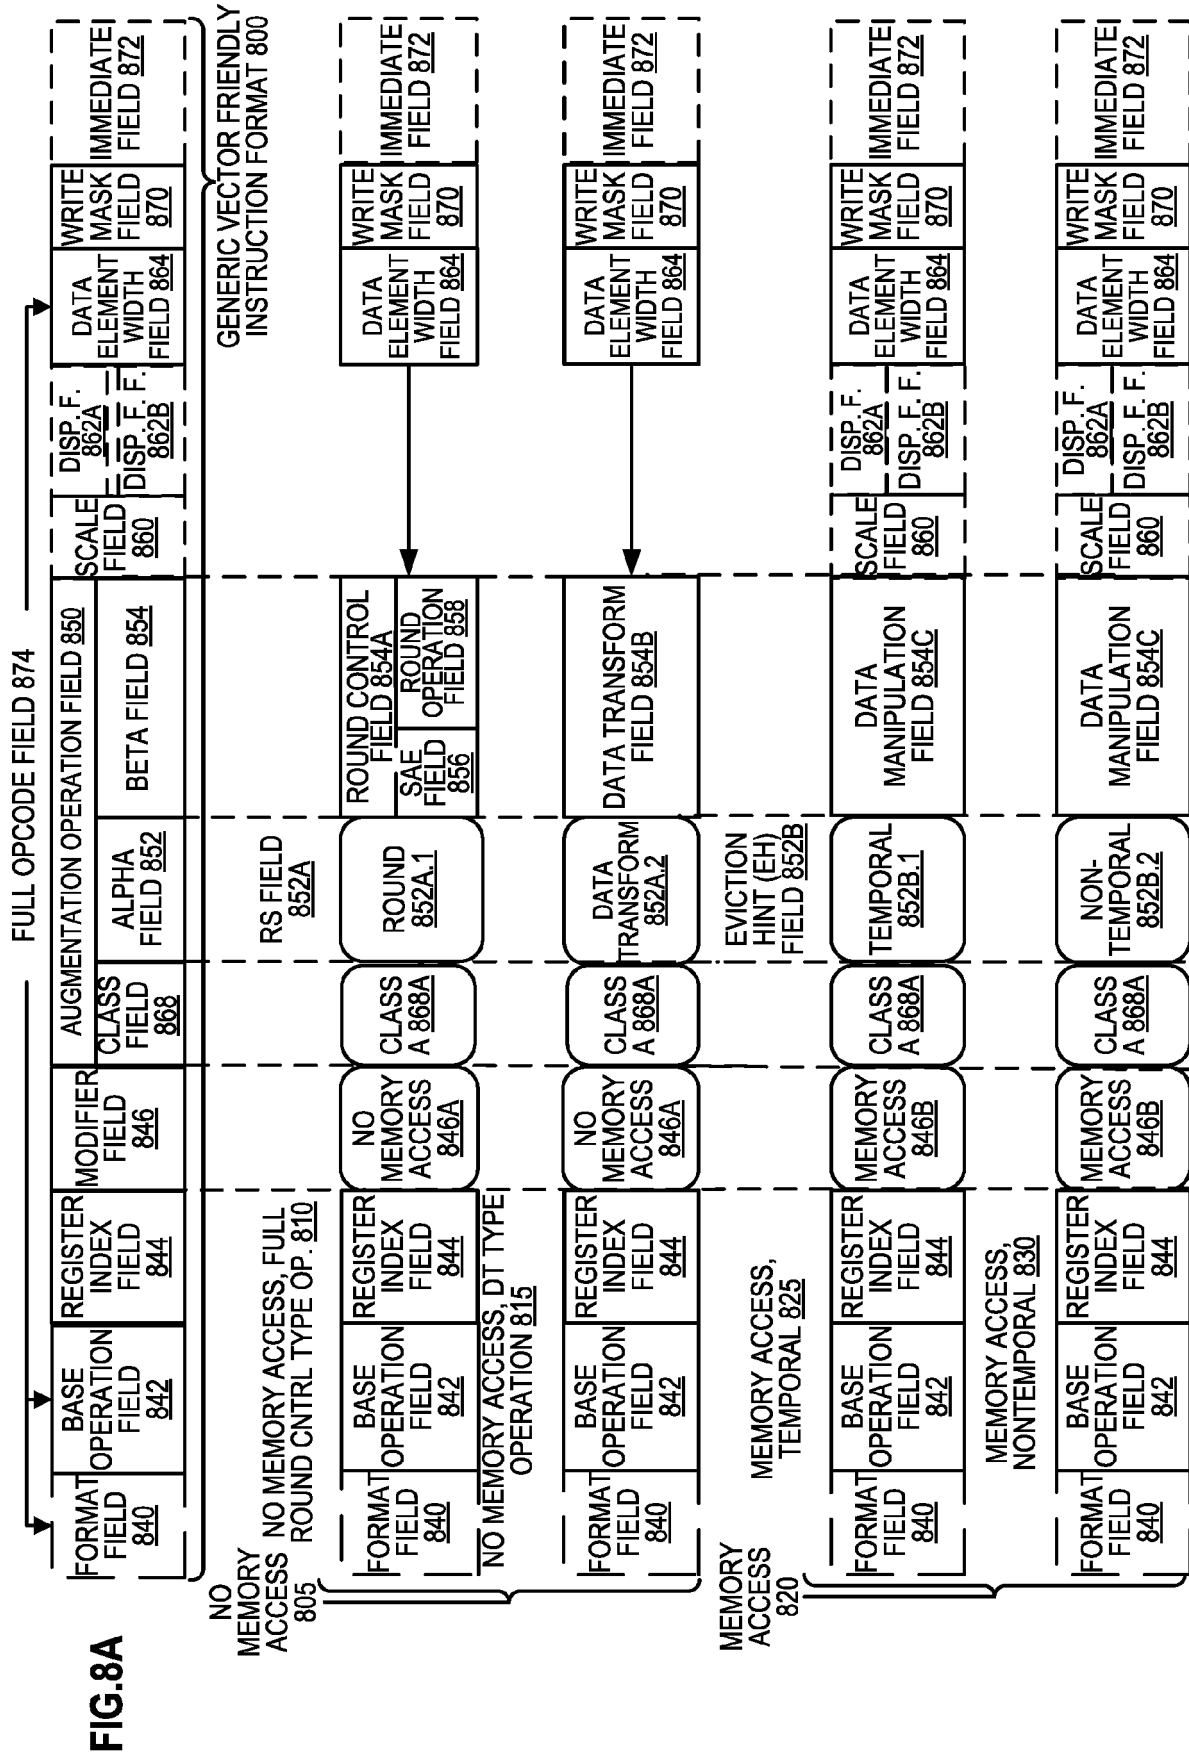 FIG.8A
FULL OPCODE FIELD 874
FORMAT
FIELD
840
BASE
OPERATION
FIELD
842
REGISTER
INDEX
FIELD
844
MODIFIER
FIELD
846
AUGMENTATION OPERATION FIELD 850
CLASS
FIELD
868
ALPHA
FIELD 852
BETA FIELD 854
SCALE
FIELD
860
DISP. F.
862A
DISP. F. F.
862B
DATA
ELEMENT
WIDTH
FIELD 864
WRITE
MASK
FIELD
870
IMMEDIATE
FIELD 872
GENERIC VECTOR FRIENDLY
INSTRUCTION FORMAT 800
NO
MEMORY
ACCESS
805
NO MEMORY ACCESS, FULL
ROUND CNTRL TYPE OP. 810
RS FIELD
852A
FORMAT
FIELD
840
BASE
OPERATION
FIELD
842
REGISTER
INDEX
FIELD
844
NO
MEMORY
ACCESS
846A
CLASS
A 868A
ROUND
852A.1
ROUND CONTROL
FIELD 854A
SAE
FIELD
856
ROUND
OPERATION
FIELD 858
DATA
ELEMENT
WIDTH
FIELD 864
WRITE
MASK
FIELD
870
IMMEDIATE
FIELD 872
NO MEMORY ACCESS, DT TYPE
OPERATION 815
FORMAT
FIELD
840
BASE
OPERATION
FIELD
842
REGISTER
INDEX
FIELD
844
NO
MEMORY
ACCESS
846A
CLASS
A 868A
DATA
TRANSFORM
852A.2
DATA TRANSFORM
FIELD 854B
DATA
ELEMENT
WIDTH
FIELD 864
WRITE
MASK
FIELD
870
IMMEDIATE
FIELD 872
MEMORY
ACCESS
820
MEMORY ACCESS,
TEMPORAL 825
EVICTION
HINT (EH)
FIELD 852B
FORMAT
FIELD
840
BASE
OPERATION
FIELD
842
REGISTER
INDEX
FIELD
844
MEMORY
ACCESS
846B
CLASS
A 868A
TEMPORAL
852B.1
DATA
MANIPULATION
FIELD 854C
SCALE
FIELD
860
DISP. F.
862A
DISP. F. F.
862B
DATA
ELEMENT
WIDTH
FIELD 864
WRITE
MASK
FIELD
870
IMMEDIATE
FIELD 872
MEMORY ACCESS,
NONTEMPORAL 830
FORMAT
FIELD
840
BASE
OPERATION
FIELD
842
REGISTER
INDEX
FIELD
844
MEMORY
ACCESS
846B
CLASS
A 868A
NON-
TEMPORAL
852B.2
DATA
MANIPULATION
FIELD 854C
SCALE
FIELD
860
DISP. F.
862A
DISP. F. F.
862B
DATA
ELEMENT
WIDTH
FIELD 864
WRITE
MASK
FIELD
870
IMMEDIATE
FIELD 872